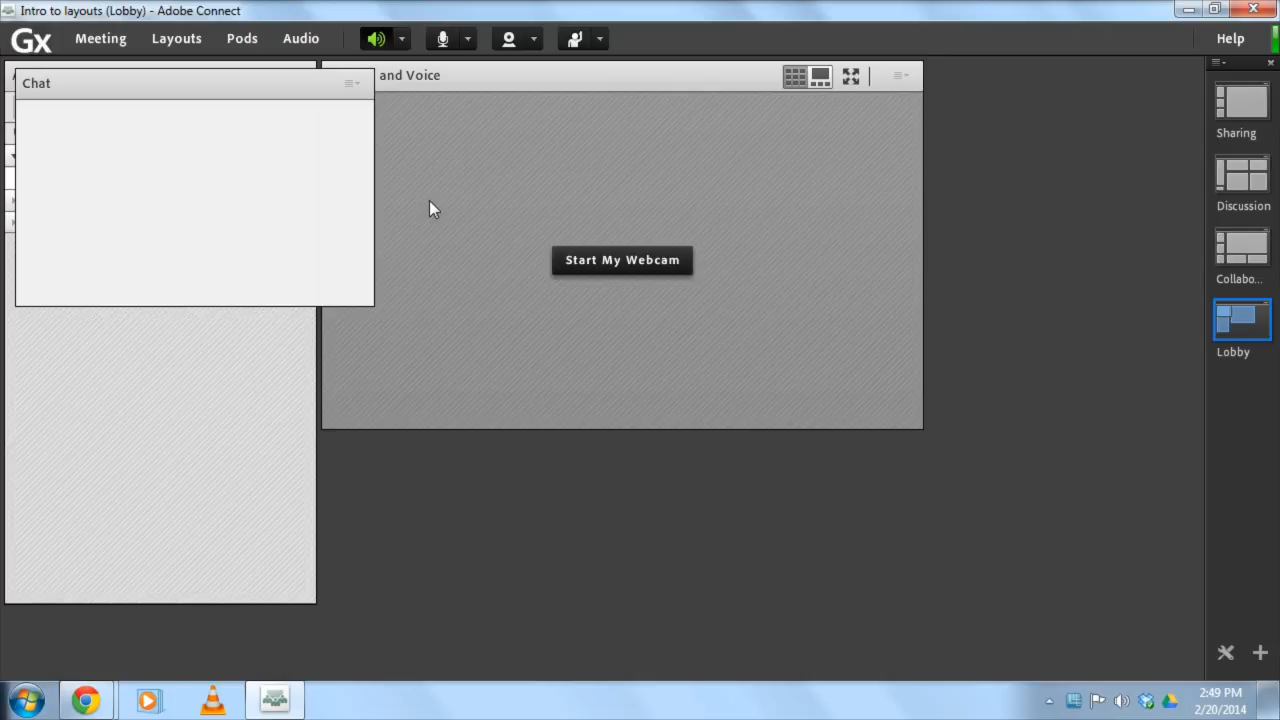 Intro to layouts (Lobby) - Adobe Connect
Gx Meeting Layouts Pods Audio Help
Chat
and Voice
Start My Webcam
Sharing
Discussion
Collabo...
Lobby
2:49 PM
2/20/2014